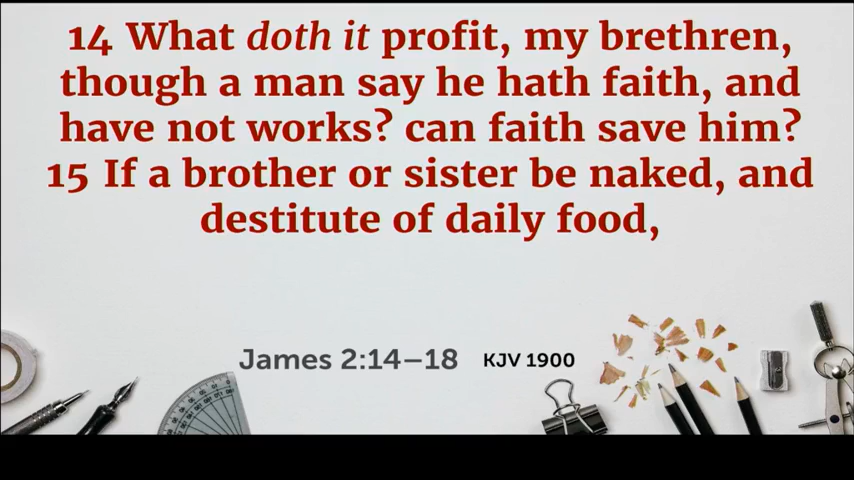 14 What doth it profit, my brethren,
though a man say he hath faith, and
have not works? can faith save him?
15 If a brother or sister be naked, and
destitute of daily food,
James 2:14–18 KJV 1900